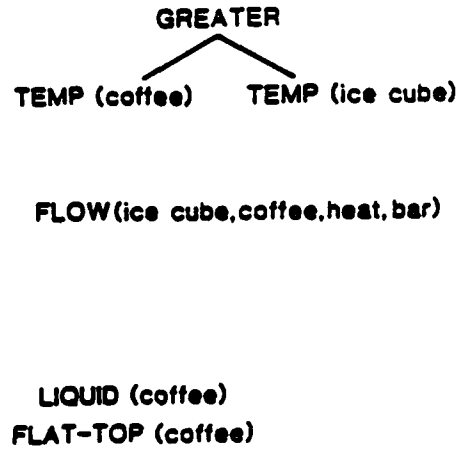 GREATER
TEMP (coffee) TEMP (ice cube)
FLOW(ice cube,coffee,heat,bar)
LIQUID (coffee)
FLAT-TOP (coffee)